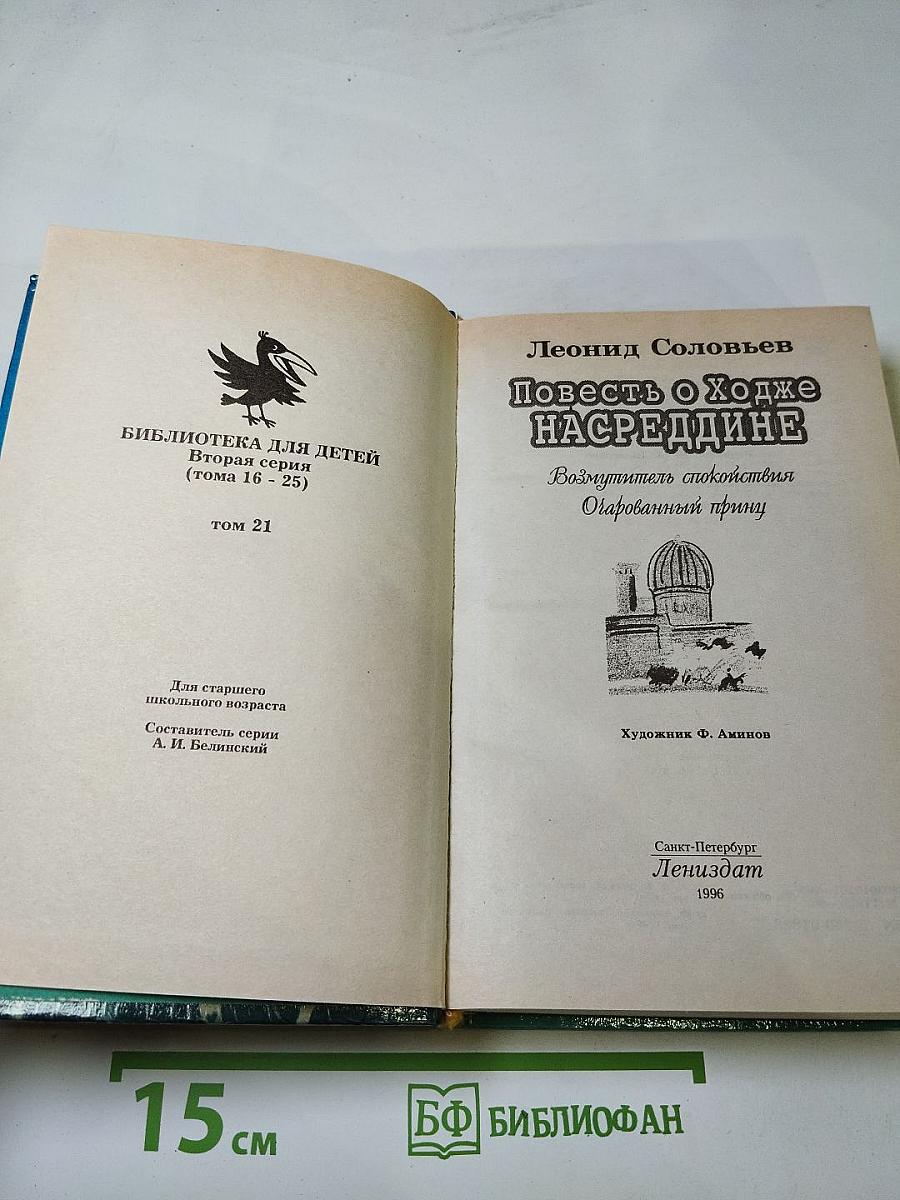 БИБЛИОТЕКА ДЛЯ ДЕТЕЙ
Вторая серия
(тома 16 - 25)
том 21
Для старшего
школьного возраста
Составитель серии
А. И. Белинский
Леонид Соловьев
Повесть о Ходже
НАСРЕДДИНЕ
Возмутитель спокойствия
Очарованный принц
Художник Ф. Аминов
Санкт-Петербург
Лениздат
1996
15 см
БФ БИБЛИОФАН